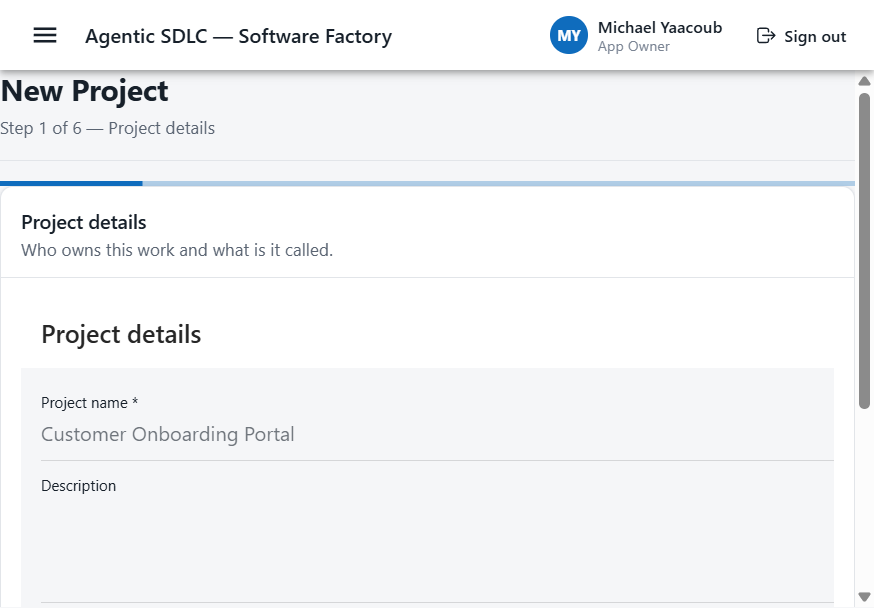 Agentic SDLC — Software Factory
MY
Michael Yaacoub
App Owner
Sign out
New Project
Step 1 of 6 — Project details
Project details
Who owns this work and what is it called.
Project details
Project name *
Customer Onboarding Portal
Description